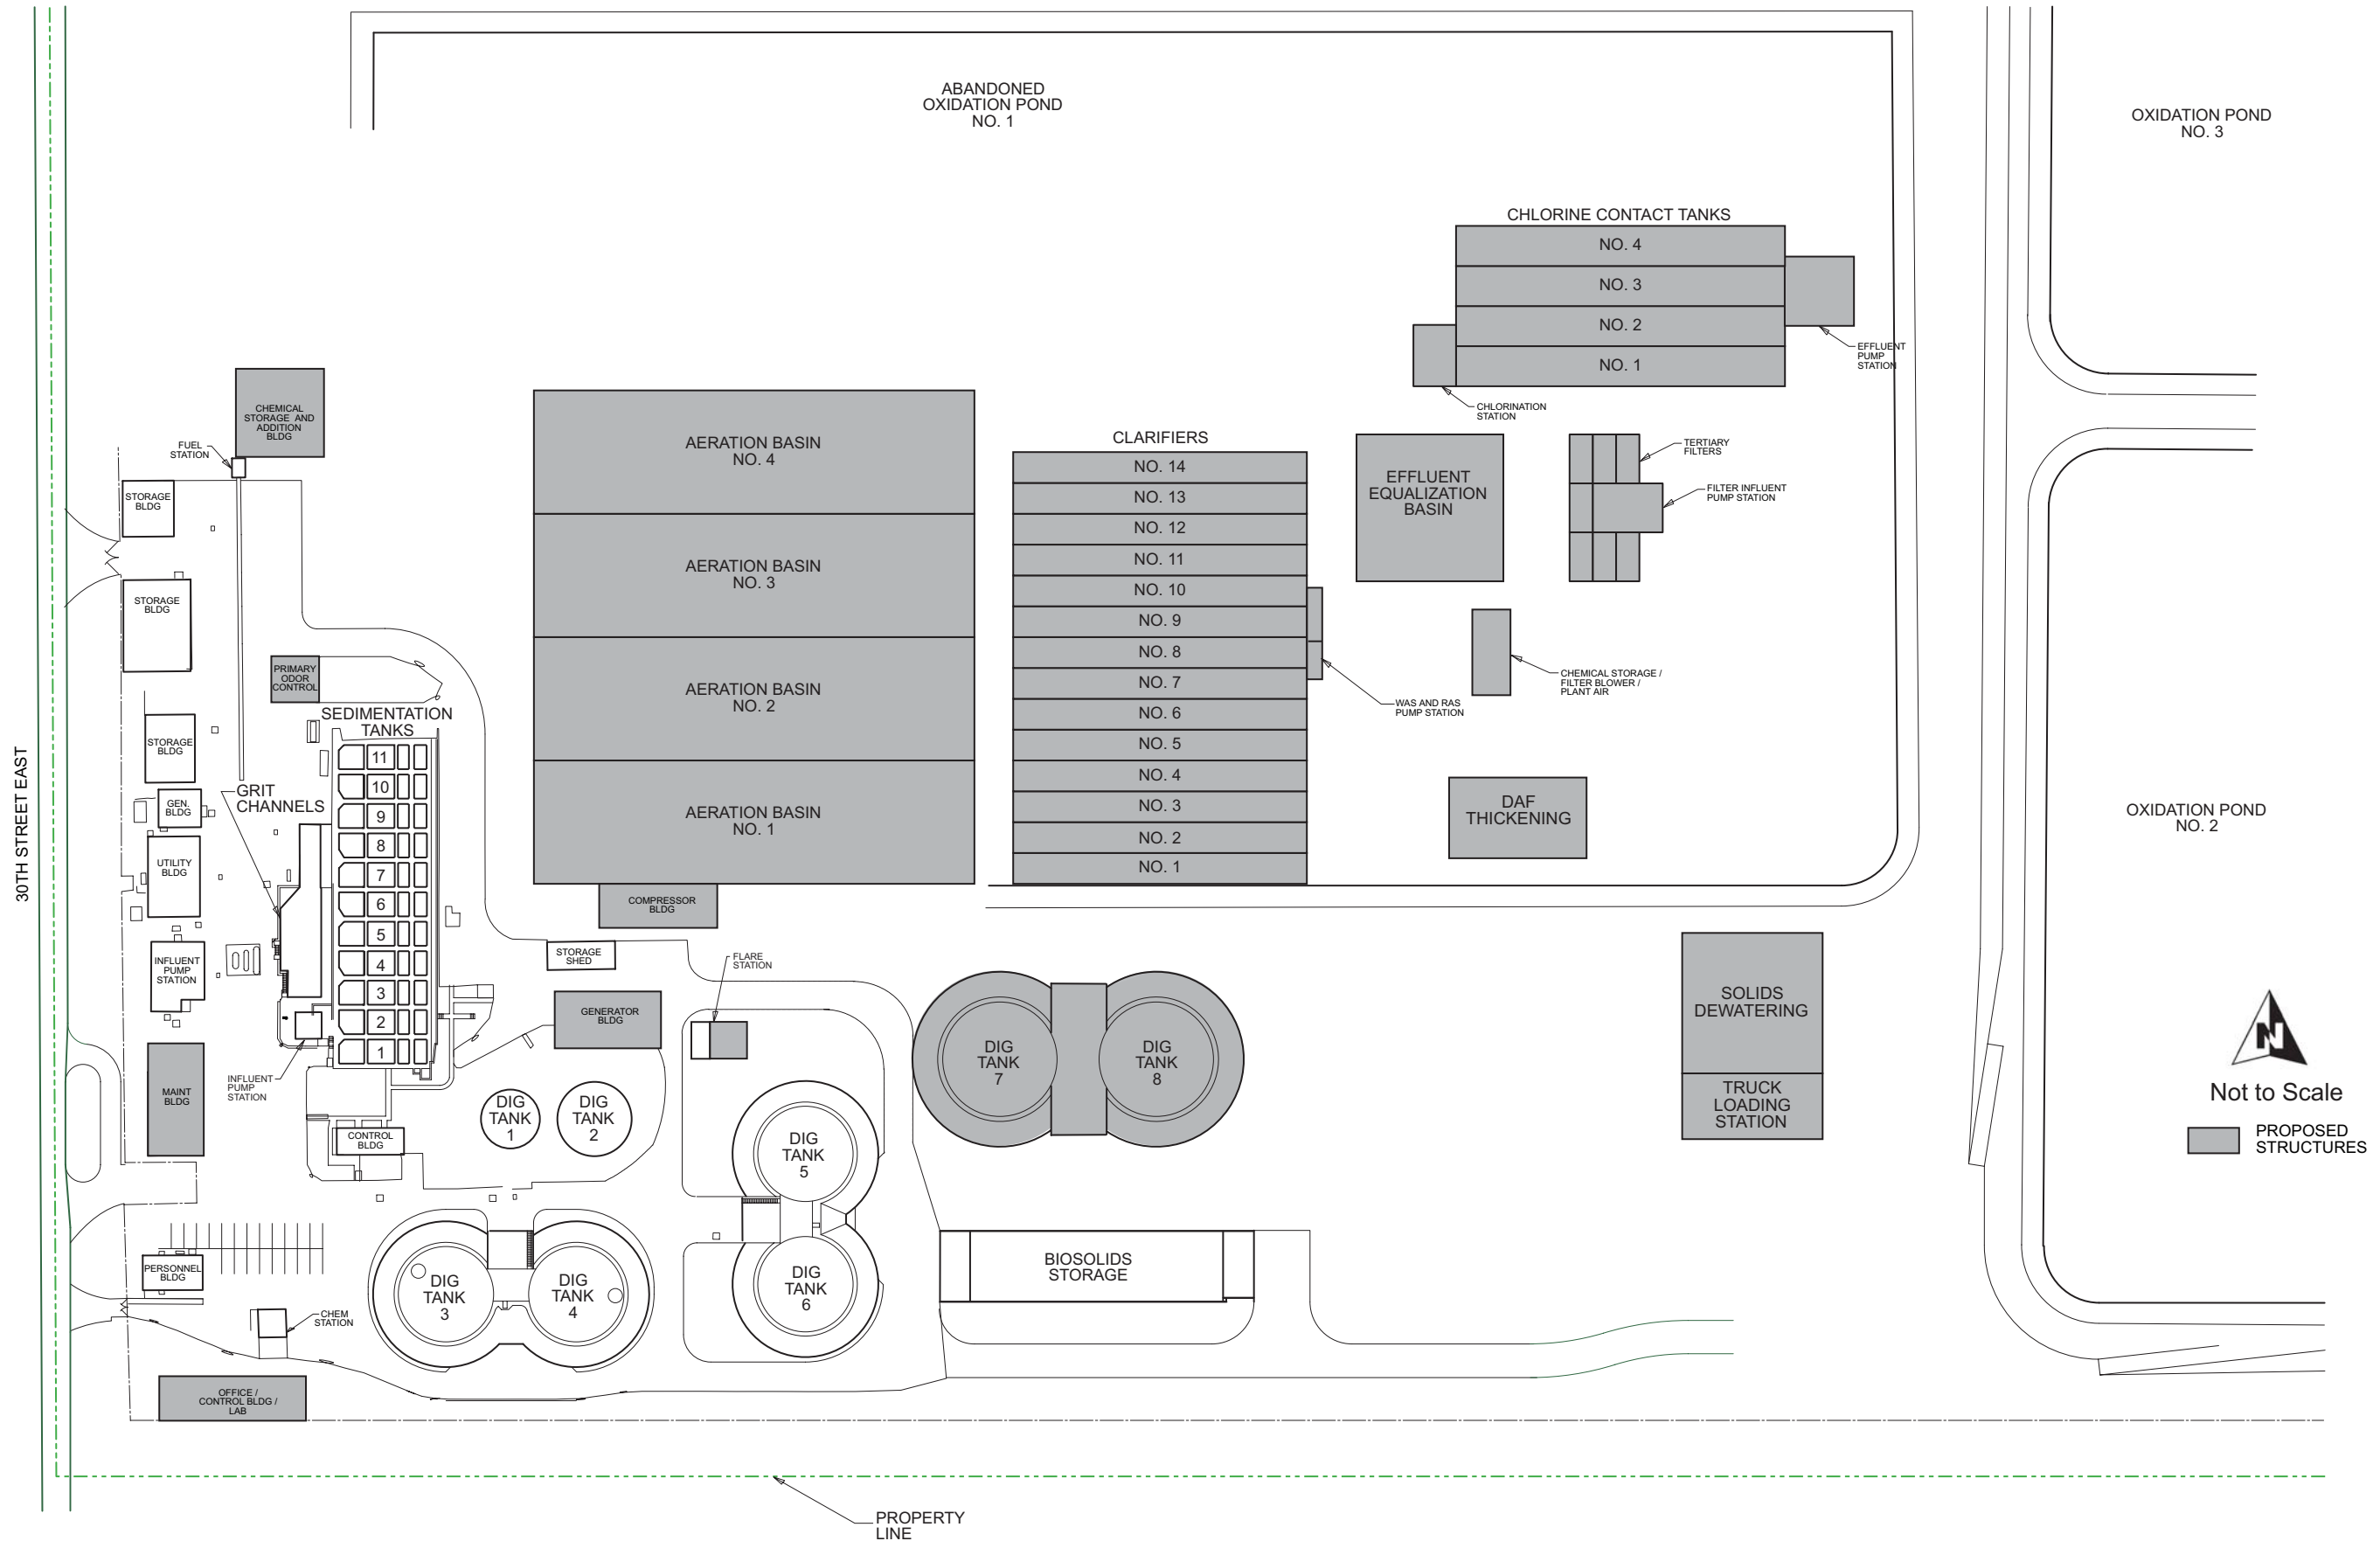 ABANDONED
OXIDATION POND
NO. 1
OXIDATION POND
NO. 3
CHLORINE CONTACT TANKS
NO. 4
NO. 3
NO. 2
NO. 1
EFFLUENT
PUMP
STATION
CHLORINATION
STATION
CHEMICAL
STORAGE AND
ADDITION
BLDG
FUEL
STATION
STORAGE
BLDG
STORAGE
BLDG
PRIMARY
ODOR
CONTROL
STORAGE
BLDG
GEN.
BLDG
UTILITY
BLDG
INFLUENT
PUMP
STATION
MAINT
BLDG
PERSONNEL
BLDG
CHEM
STATION
OFFICE /
CONTROL BLDG /
LAB
30TH STREET EAST
GRIT
CHANNELS
SEDIMENTATION
TANKS
11
10
9
8
7
6
5
4
3
2
1
INFLUENT
PUMP
STATION
CONTROL
BLDG
AERATION BASIN
NO. 4
AERATION BASIN
NO. 3
AERATION BASIN
NO. 2
AERATION BASIN
NO. 1
COMPRESSOR
BLDG
STORAGE
SHED
FLARE
STATION
GENERATOR
BLDG
CLARIFIERS
NO. 14
NO. 13
NO. 12
NO. 11
NO. 10
NO. 9
NO. 8
NO. 7
NO. 6
NO. 5
NO. 4
NO. 3
NO. 2
NO. 1
WAS AND RAS
PUMP STATION
EFFLUENT
EQUALIZATION
BASIN
TERTIARY
FILTERS
FILTER INFLUENT
PUMP STATION
CHEMICAL STORAGE /
FILTER BLOWER /
PLANT AIR
DAF
THICKENING
OXIDATION POND
NO. 2
DIG
TANK
1
DIG
TANK
2
DIG
TANK
3
DIG
TANK
4
DIG
TANK
5
DIG
TANK
6
DIG
TANK
7
DIG
TANK
8
SOLIDS
DEWATERING
TRUCK
LOADING
STATION
BIOSOLIDS
STORAGE
N
Not to Scale
PROPOSED
STRUCTURES
PROPERTY
LINE